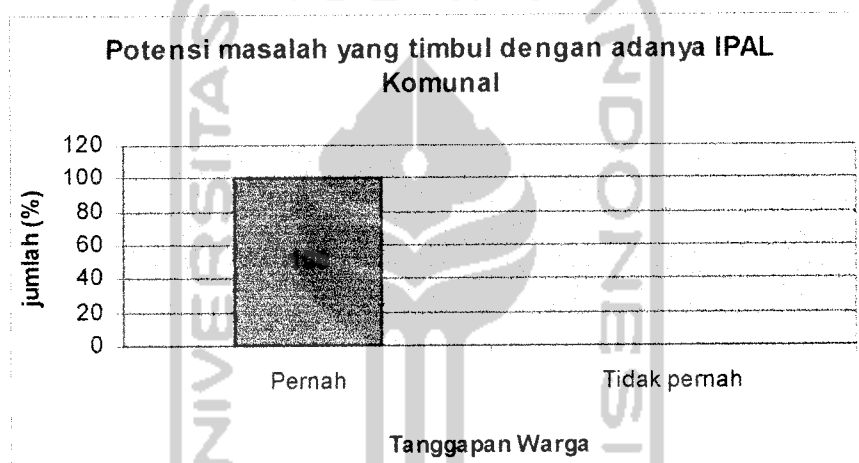 Potensi masalah yang timbul dengan adanya IPAL
Komunal
120
100
80
60
40
20
0
jumlah (%)
Pernah
Tidak pernah
Tanggapan Warga